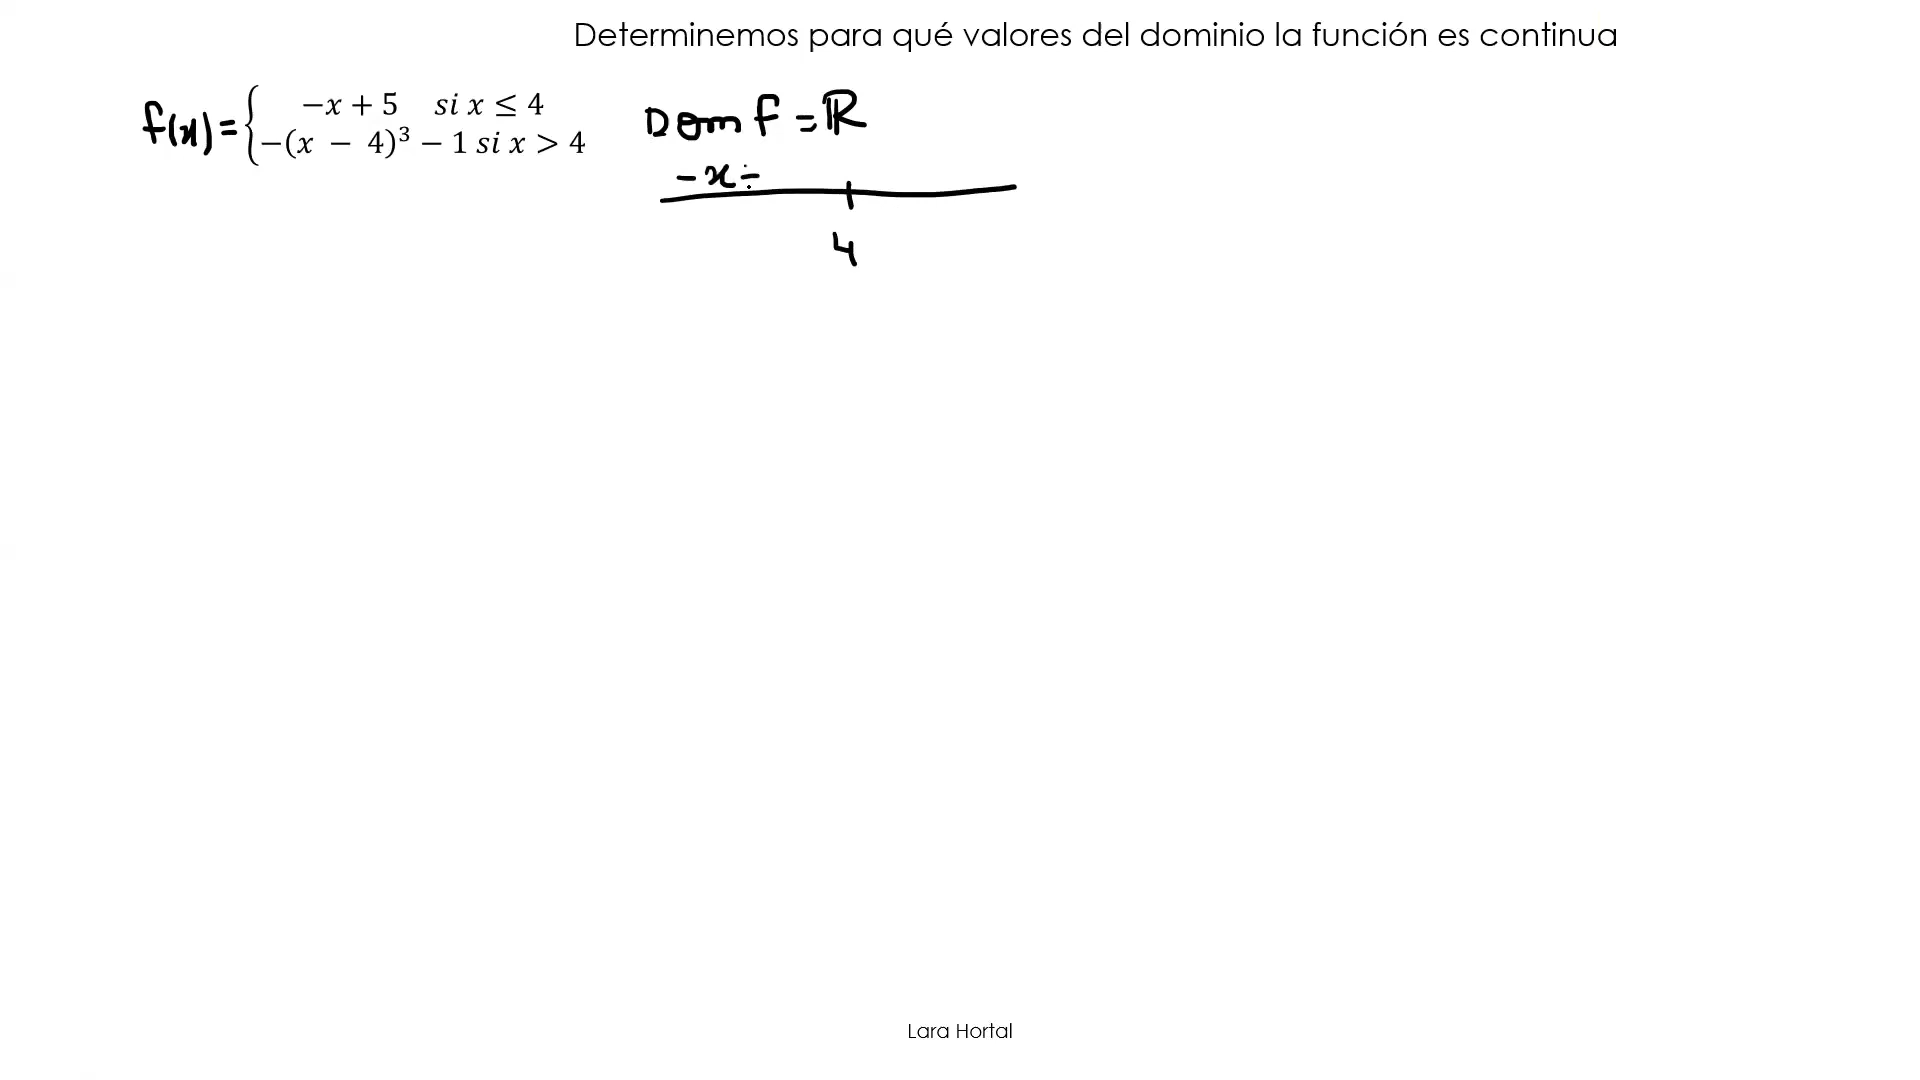 Determinemos para qué valores del dominio la función es continua
f(x) = { −x + 5 si x ≤ 4
−(x − 4)³ − 1 si x > 4
Dom f = ℝ
-x ÷
4
Lara Hortal